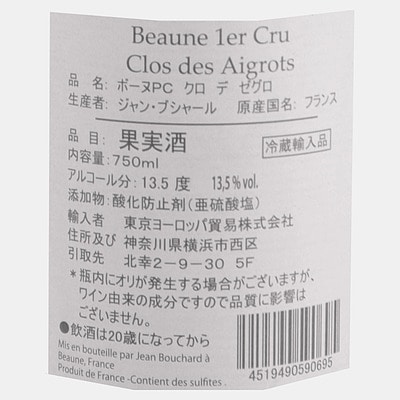 Beaune 1er Cru
Clos des Aigrots
品 名: ボーヌPC クロ デ ゼグロ
生産者: ジャン・ブシャール 原産国名: フランス
品 目: 果実酒
冷蔵輸入品
内容量: 750ml
アルコール分: 13.5 度 13,5% vol.
添加物: 酸化防止剤(亜硫酸塩)
輸入者 東京ヨーロッパ貿易株式会社
住所及び 神奈川県横浜市西区
引取先 北幸2-9-30 5F
*瓶内にオリが発生する場合がございますが、
ワイン由来の成分ですので品質に影響は
ございません。
●飲酒は20歳になってから
Mis en bouteille par Jean Bouchard à
Beaune, France
Produit de France -Contient des sulfites .
4519490590695